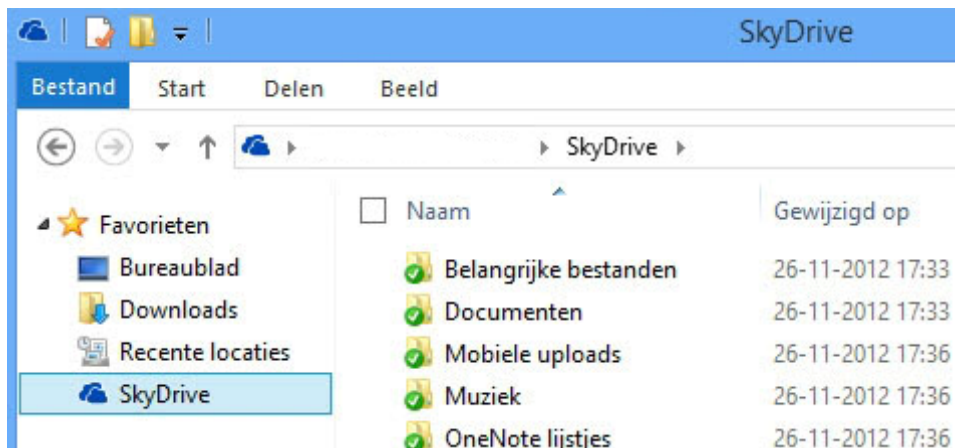 SkyDrive
Bestand Start Delen Beeld
SkyDrive
Favorieten
Bureaublad
Downloads
Recente locaties
SkyDrive
Naam Gewijzigd op
Belangrijke bestanden 26-11-2012 17:33
Documenten 26-11-2012 17:33
Mobiele uploads 26-11-2012 17:36
Muziek 26-11-2012 17:36
OneNote lijstjes 26-11-2012 17:36